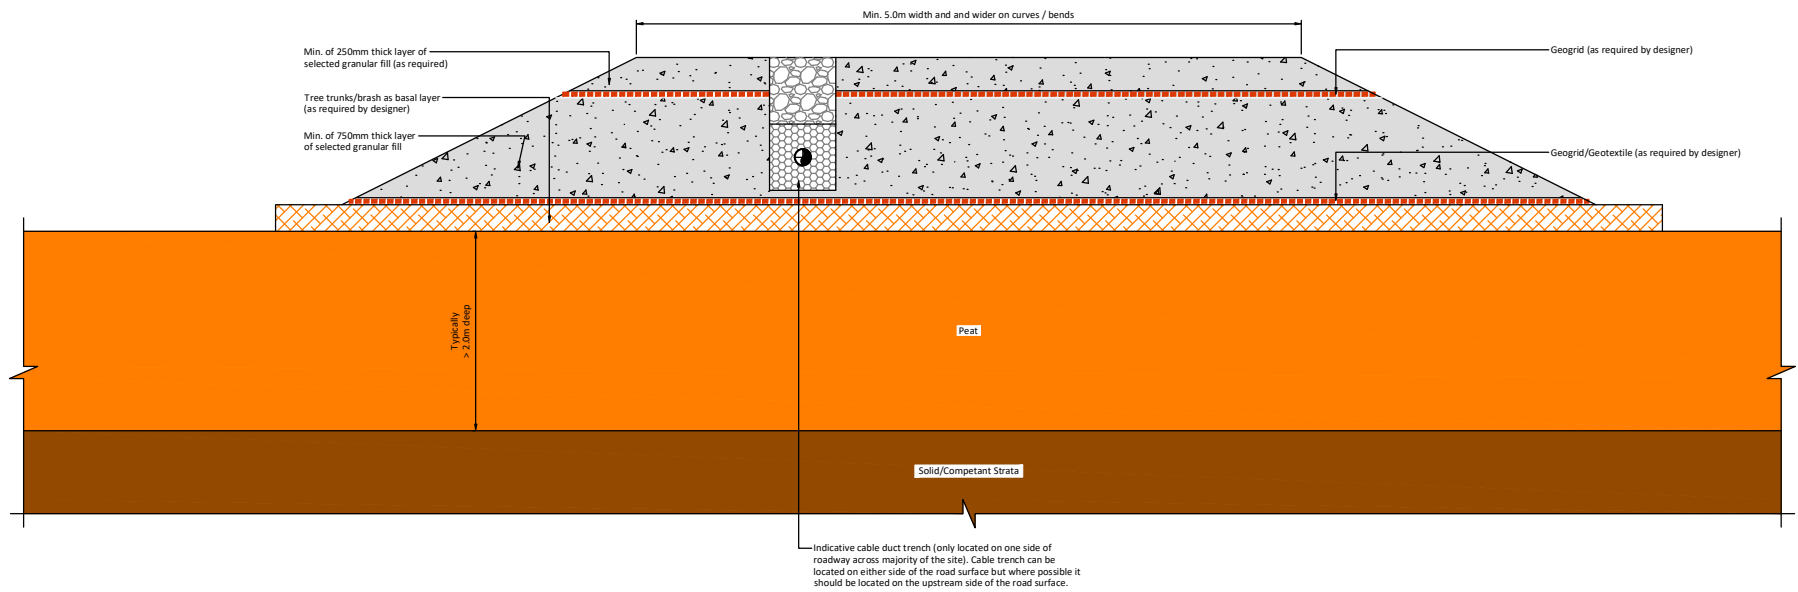 Min. 5.0m width and and wider on curves / bends
Min. of 250mm thick layer of
selected granular fill (as required)
Geogrid (as required by designer)
Tree trunks/brash as basal layer
(as required by designer)
Min. of 750mm thick layer
of selected granular fill
Geogrid/Geotextile (as required by designer)
Typically
> 2.0m deep
Peat
Solid/Competant Strata
Indicative cable duct trench (only located on one side of
roadway across majority of the site). Cable trench can be
located on either side of the road surface but where possible it
should be located on the upstream side of the road surface.